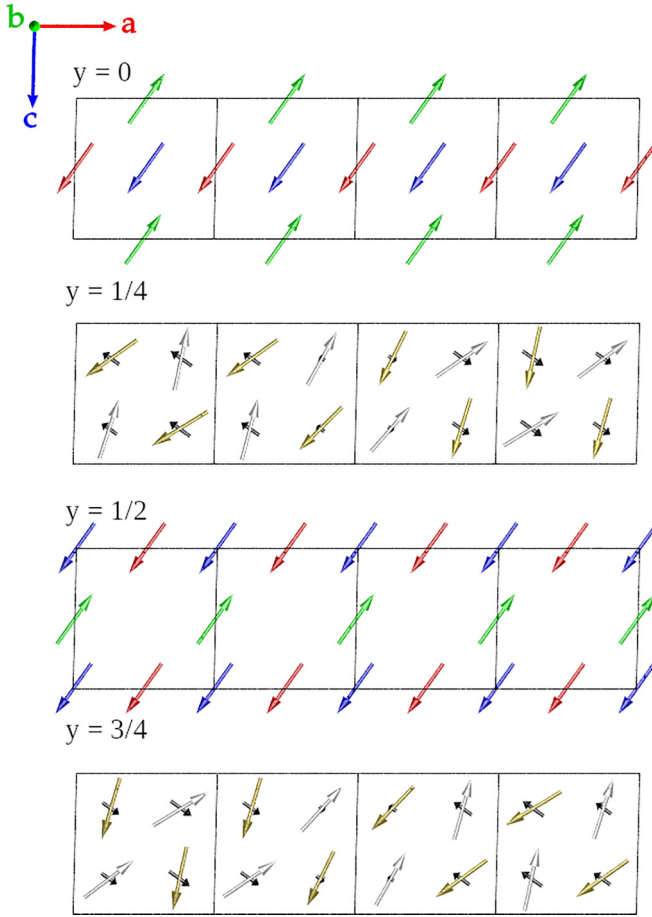 b
a
c
y = 0
y = 1/4
y = 1/2
y = 3/4